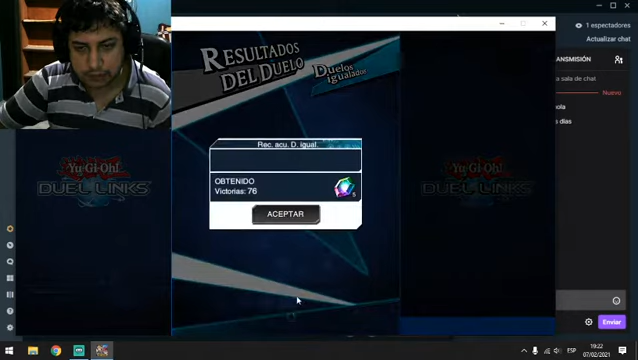 1 espectadores
Actualizar chat
ANSMISIÓN
a sala de chat
Nuevo
ola
s días
RESULTADOS
DEL DUELO
Duelos
Igualados
Rec. acu. D. igual.
OBTENIDO
Victorias: 76
5
ACEPTAR
Yu-Gi-Oh!
DUEL LINKS
Yu-Gi-Oh!
DUEL LINKS
Enviar
ESP
19:22
07/02/2021